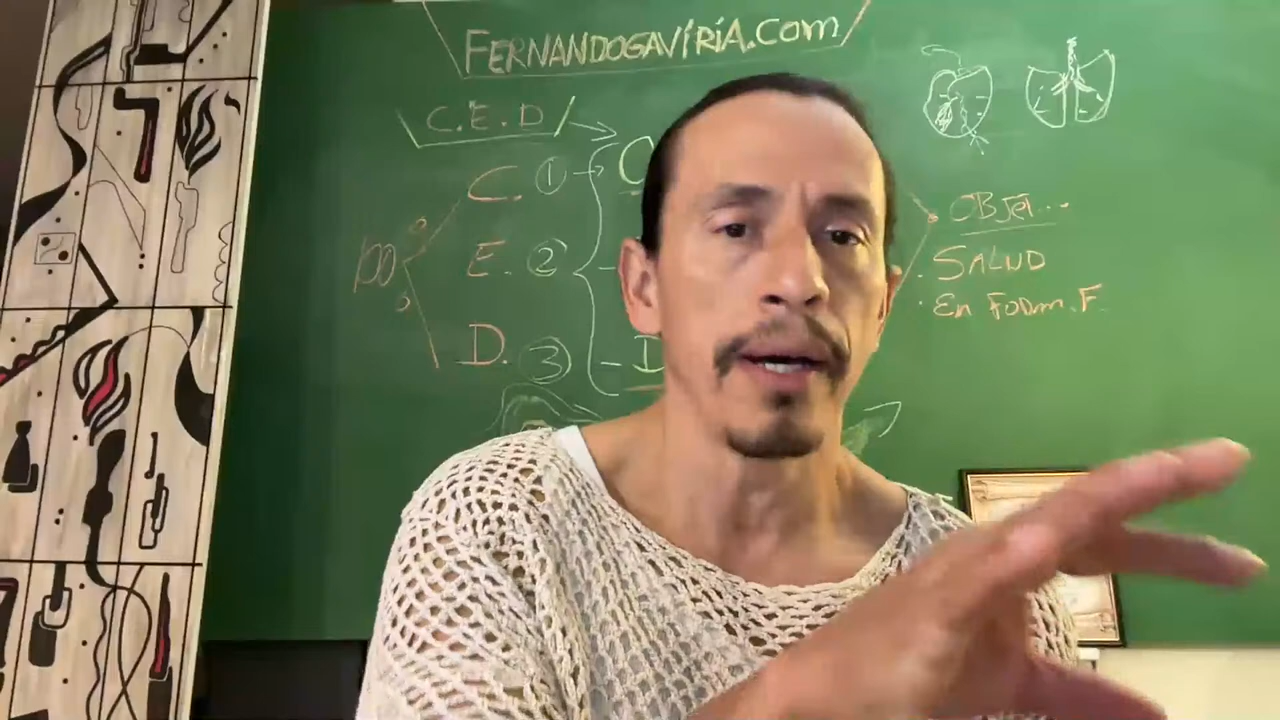 FERNANDOGAVIRIA.COM
C.E.D
C. ① C
100 E. ②
D. ③ - D
OBJET...
. SALUD
. En FORM. F.